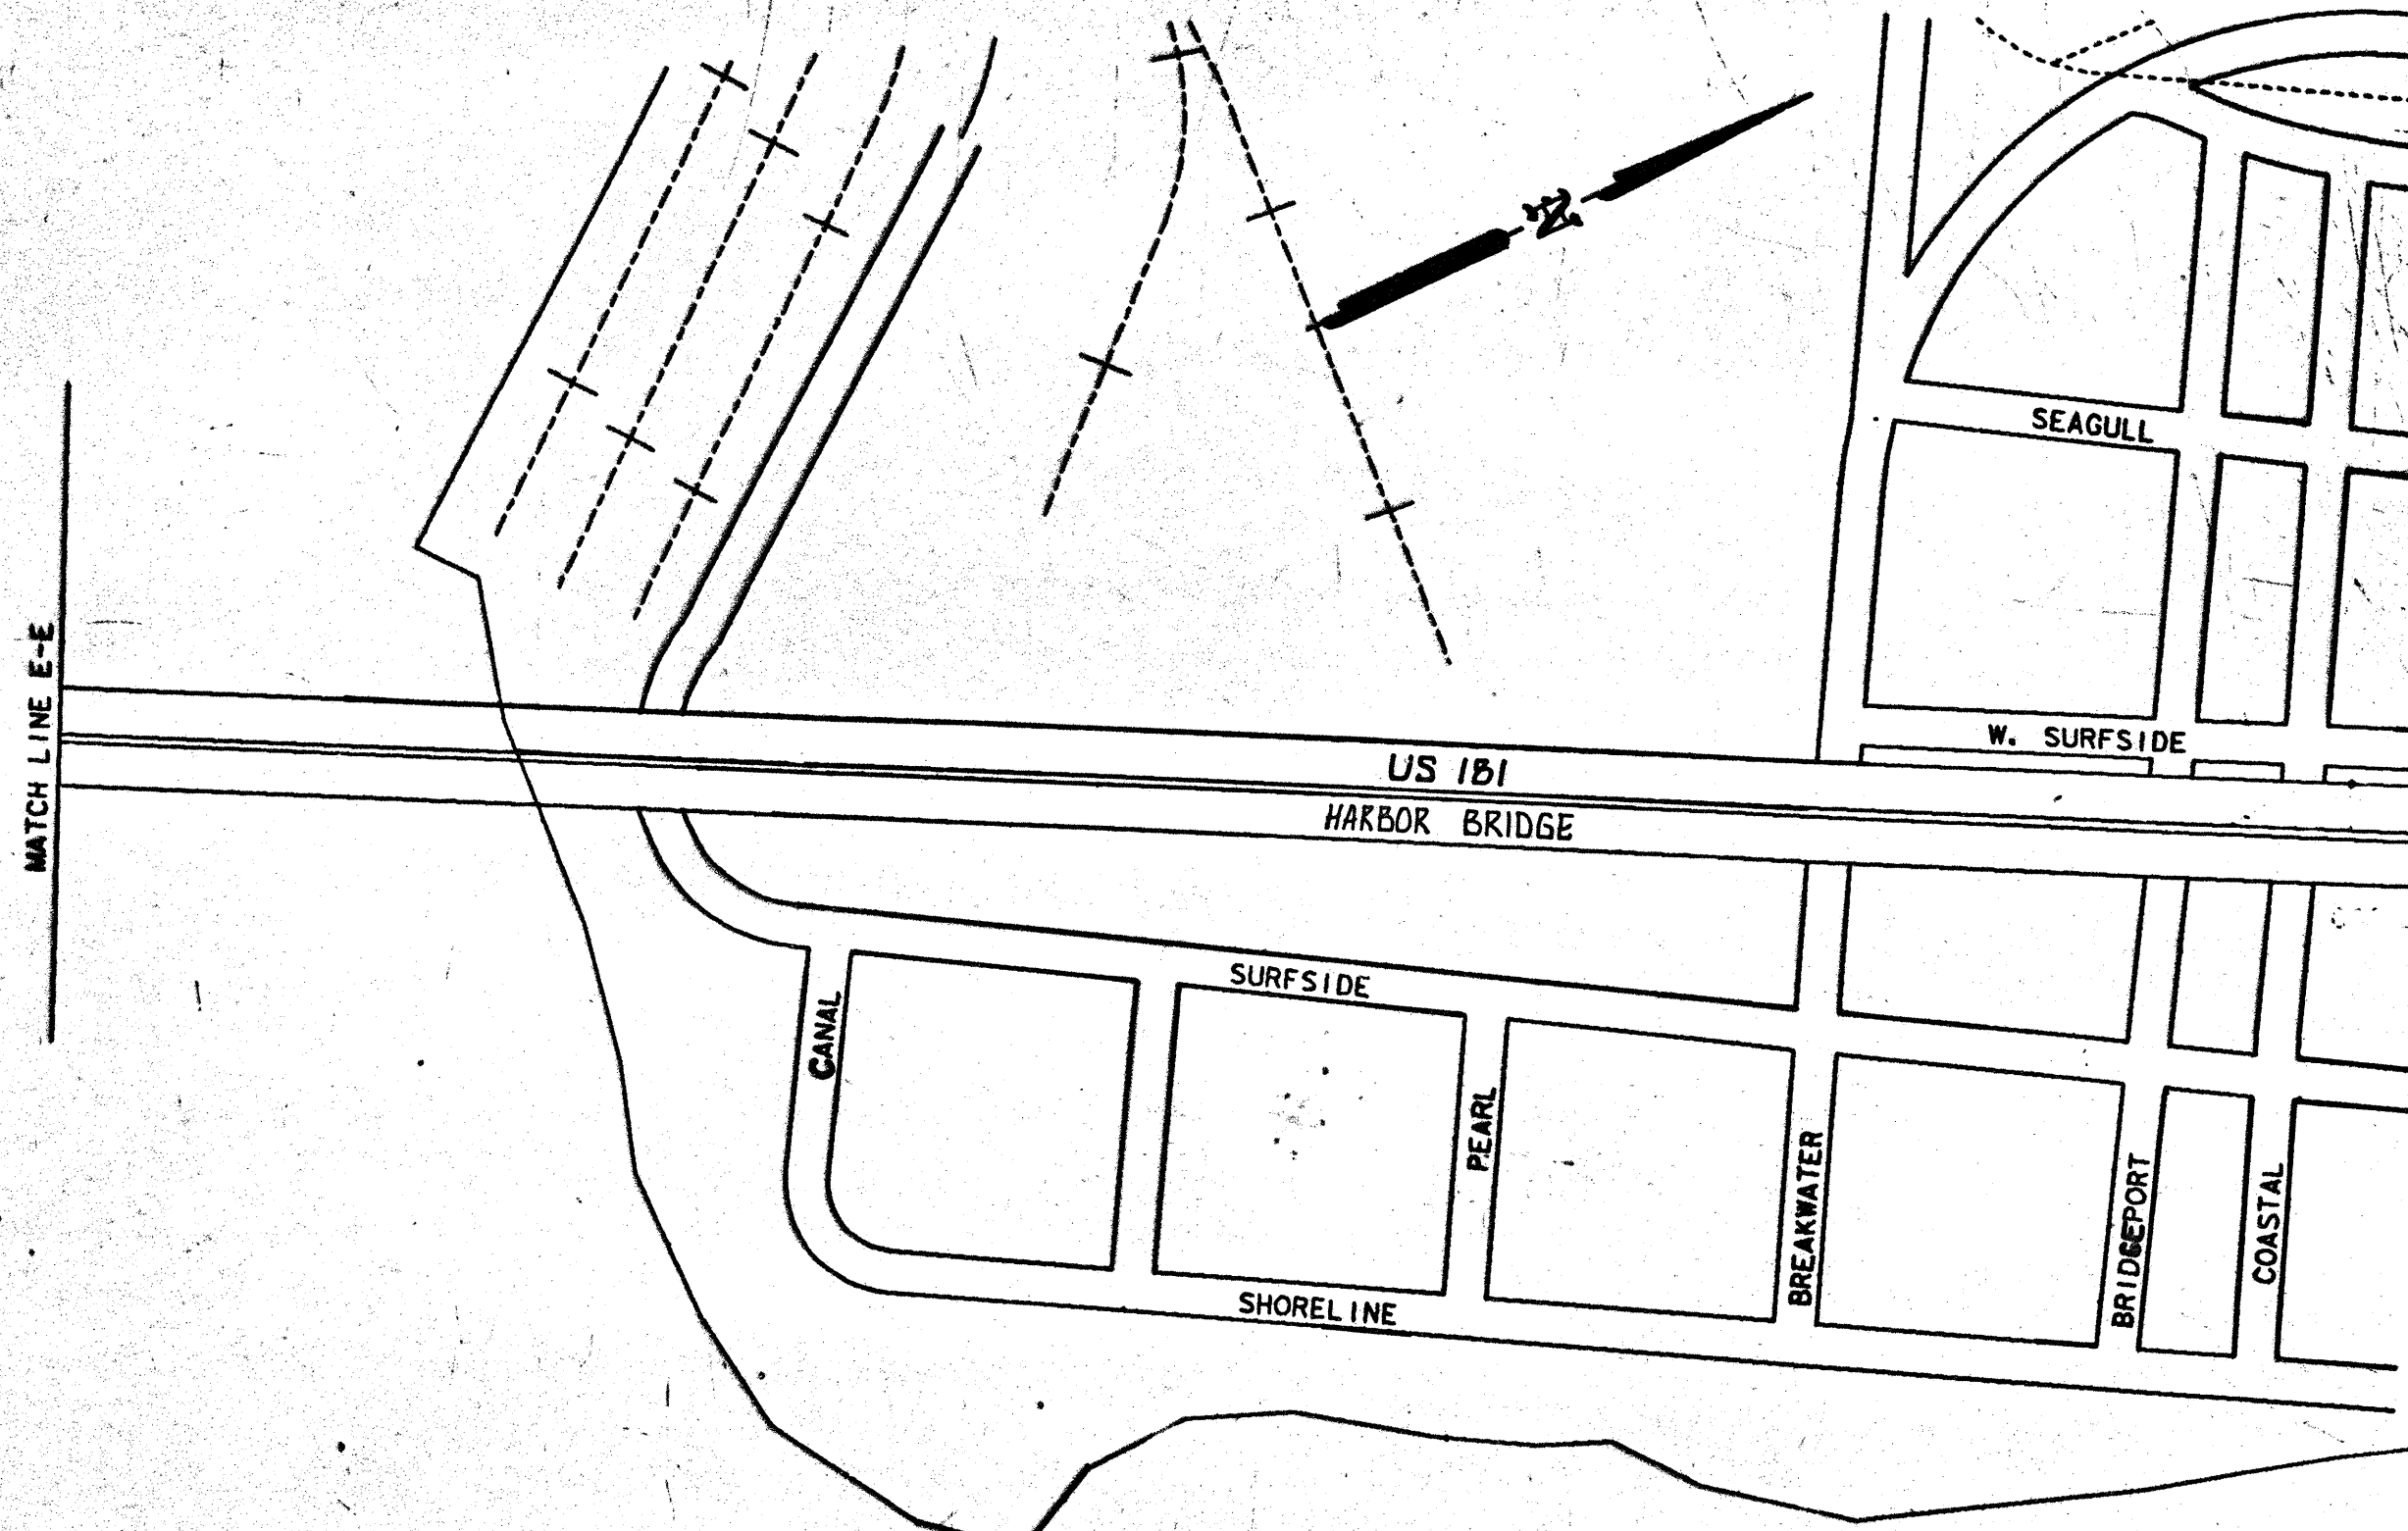 N
SEAGULL
W. SURFSIDE
MATCH LINE E-E
US 181
HARBOR BRIDGE
SURFSIDE
CANAL
PEARL
BREAKWATER
BRIDGEPORT
COASTAL
SHORELINE